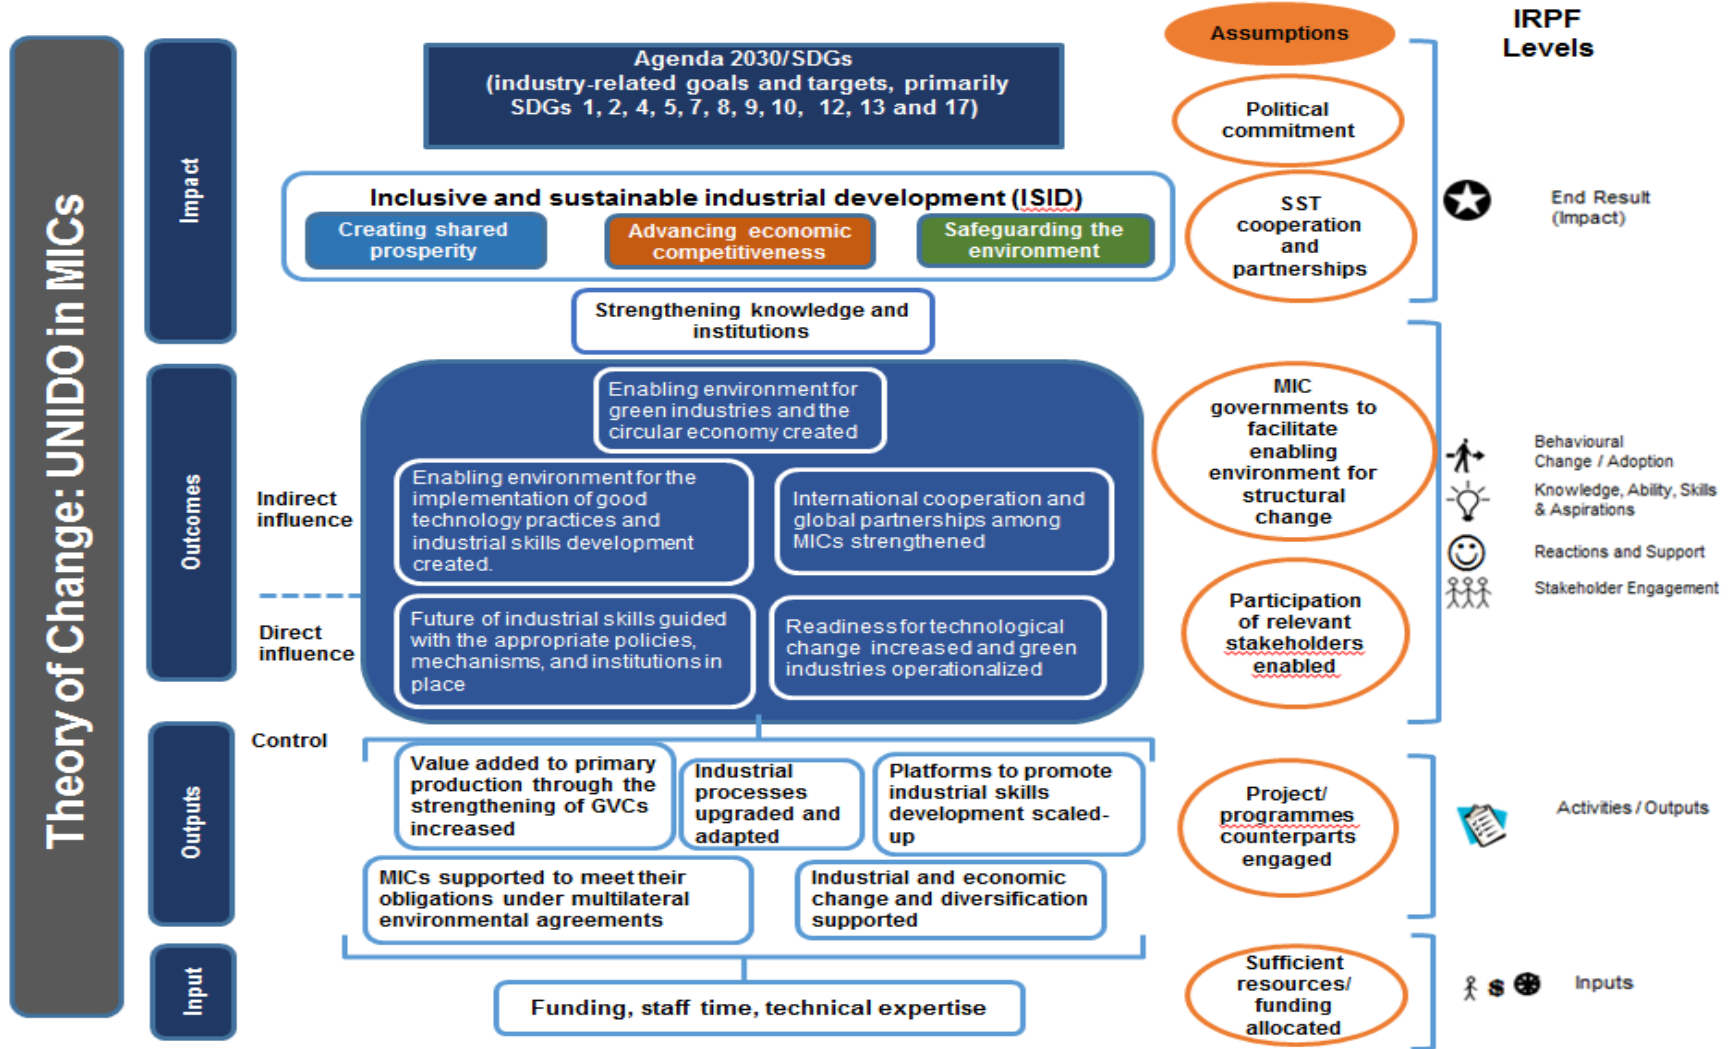 Theory of Change: UNIDO in MICs
Impact
Outcomes
Outputs
Input
Agenda 2030/SDGs
(industry-related goals and targets, primarily
SDGs 1, 2, 4, 5, 7, 8, 9, 10, 12, 13 and 17)
Inclusive and sustainable industrial development (ISID)
Creating shared
prosperity
Advancing economic
competitiveness
Safeguarding the
environment
Strengthening knowledge and
institutions
Indirect
influence
Direct
influence
Control
Enabling environment for
green industries and the
circular economy created
Enabling environment for the
implementation of good
technology practices and
industrial skills development
created.
International cooperation and
global partnerships among
MICs strengthened
Future of industrial skills guided
with the appropriate policies,
mechanisms, and institutions in
place
Readiness for technological
change increased and green
industries operationalized
Value added to primary
production through the
strengthening of GVCs
increased
Industrial
processes
upgraded and
adapted
Platforms to promote
industrial skills
development scaled-
up
MICs supported to meet their
obligations under multilateral
environmental agreements
Industrial and economic
change and diversification
supported
Funding, staff time, technical expertise
Assumptions
Political
commitment
SST
cooperation
and
partnerships
MIC
governments to
facilitate
enabling
environment for
structural
change
Participation
of relevant
stakeholders
enabled
Project/
programmes
counterparts
engaged
Sufficient
resources/
funding
allocated
IRPF
Levels
End Result
(Impact)
Behavioural
Change / Adoption
Knowledge, Ability, Skills
& Aspirations
Reactions and Support
Stakeholder Engagement
Activities / Outputs
$
Inputs